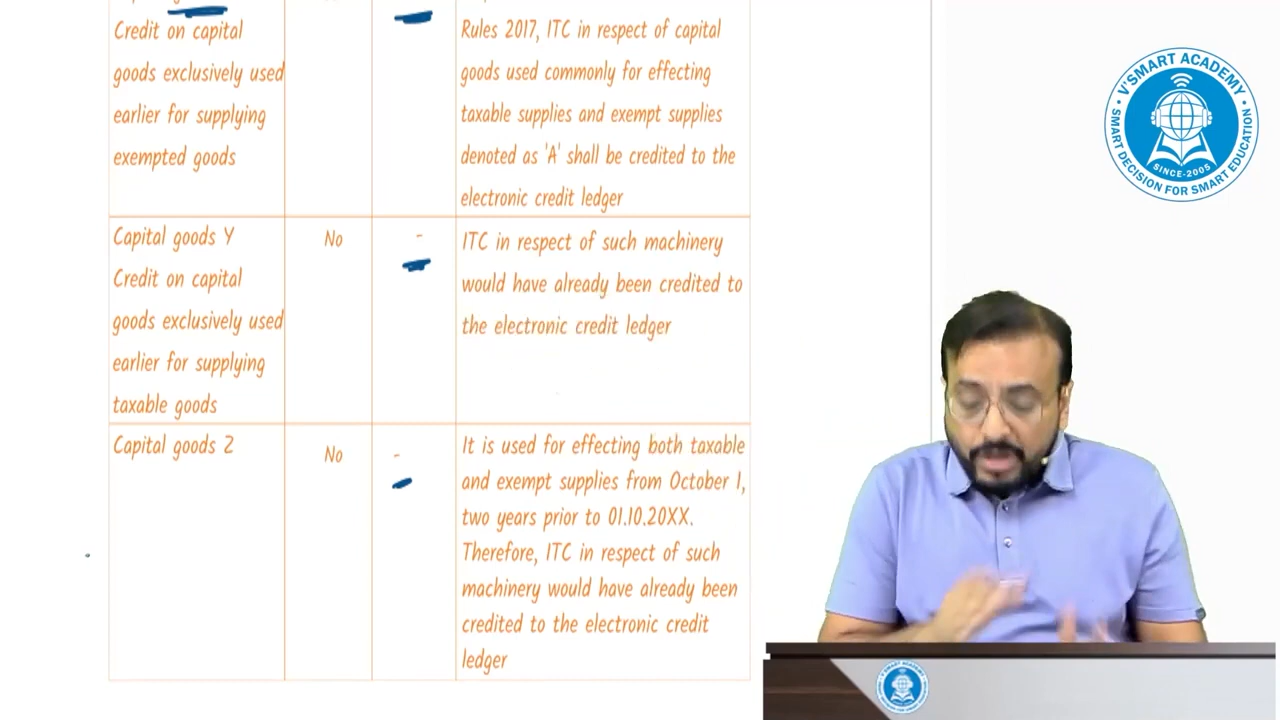 Credit on capital
goods exclusively used
earlier for supplying
exempted goods
Rules 2017, ITC in respect of capital
goods used commonly for effecting
taxable supplies and exempt supplies
denoted as 'A' shall be credited to the
electronic credit ledger
Capital goods Y
Credit on capital
goods exclusively used
earlier for supplying
taxable goods
No
-
ITC in respect of such machinery
would have already been credited to
the electronic credit ledger
Capital goods Z
No
-
It is used for effecting both taxable
and exempt supplies from October 1,
two years prior to 01.10.20XX.
Therefore, ITC in respect of such
machinery would have already been
credited to the electronic credit
ledger
V'SMART ACADEMY
SINCE-2005
SMART DECISION FOR SMART EDUCATION